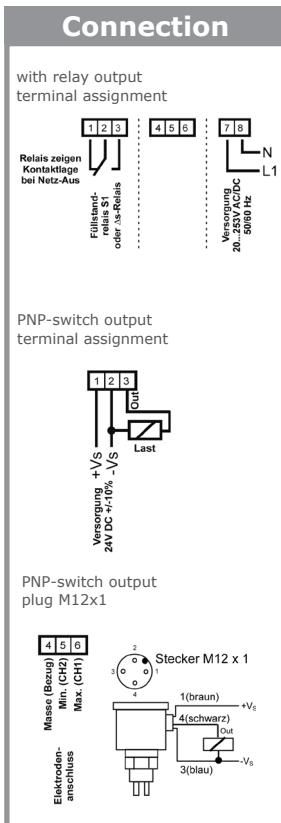 Connection
with relay output
terminal assignment
1 2 3
4 5 6
7 8
N
L1
Relais zeigen
Kontaktlage
bei Netz-Aus
Füllstand-
relais S1
oder Δs-Relais
Versorgung
20...253V AC/DC
50/60 Hz
PNP-switch output
terminal assignment
1 2 3
Out
Last
+Vs
-Vs
Versorgung
24V DC +/-10%
PNP-switch output
plug M12x1
4 5 6
Masse (Bezug)
Min. (CH2)
Max. (CH1)
Elektroden-
anschluss
2
3 1
4
Stecker M12 x 1
1(braun)
+Vs
4(schwarz)
Out
-Vs
3(blau)